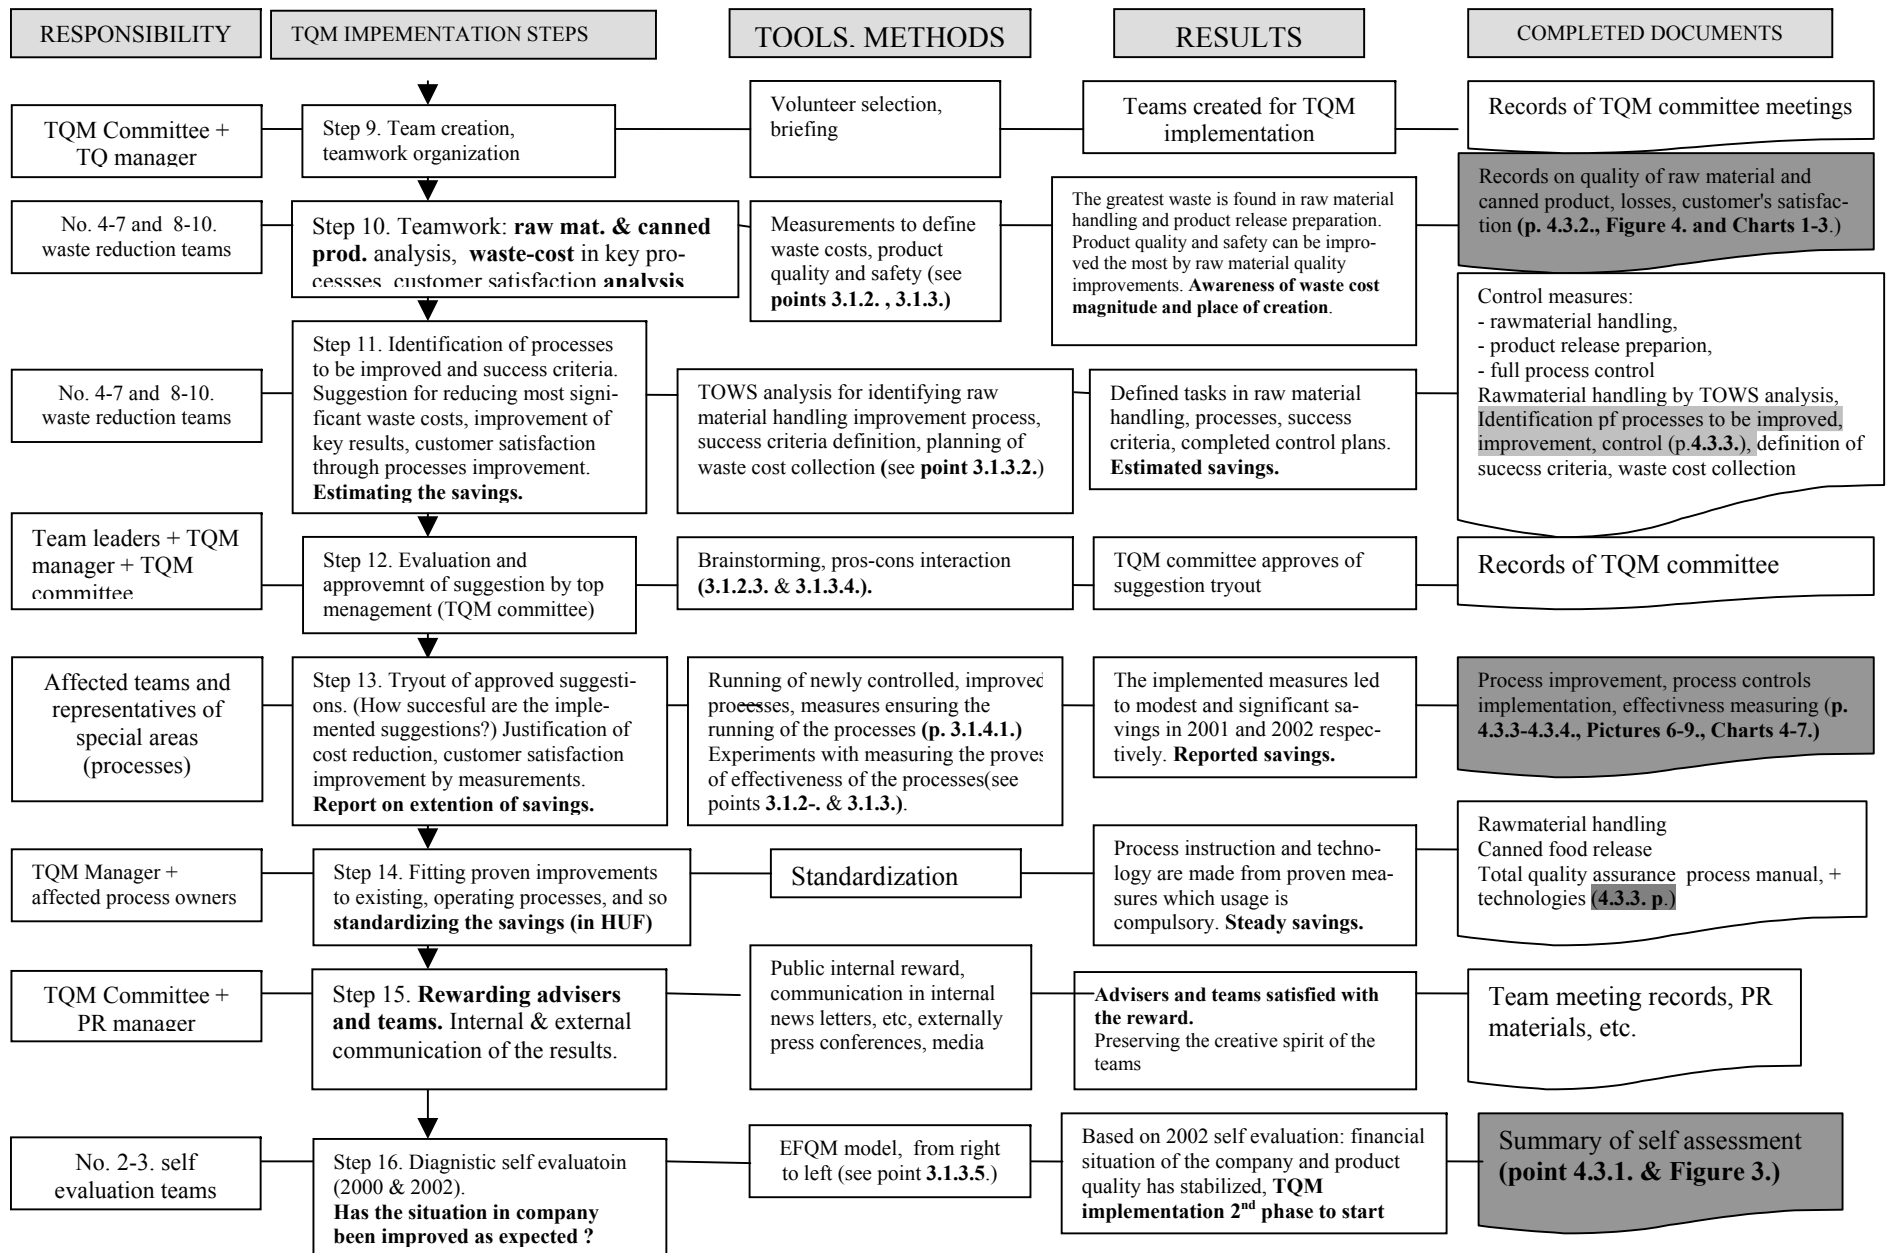 RESPONSIBILITY
TQM IMPEMENTATION STEPS
TOOLS. METHODS
RESULTS
COMPLETED DOCUMENTS
TQM Committee +
TQ manager
Step 9. Team creation,
teamwork organization
Volunteer selection,
briefing
Teams created for TQM
implementation
Records of TQM committee meetings
No. 4-7 and 8-10.
waste reduction teams
Step 10. Teamwork: raw mat. & canned
prod. analysis, waste-cost in key pro-
cessses, customer satisfaction analysis
Measurements to define
waste costs, product
quality and safety (see
points 3.1.2. , 3.1.3.)
The greatest waste is found in raw material
handling and product release preparation.
Product quality and safety can be impro-
ved the most by raw material quality
improvements. Awareness of waste cost
magnitude and place of creation.
Records on quality of raw material and
canned product, losses, customer's satisfac-
tion (p. 4.3.2., Figure 4. and Charts 1-3.)
No. 4-7 and 8-10.
waste reduction teams
Step 11. Identification of processes
to be improved and success criteria.
Suggestion for reducing most signi-
ficant waste costs, improvement of
key results, customer satisfaction
through processes improvement.
Estimating the savings.
TOWS analysis for identifying raw
material handling improvement process,
success criteria definition, planning of
waste cost collection (see point 3.1.3.2.)
Defined tasks in raw material
handling, processes, success
criteria, completed control plans.
Estimated savings.
Control measures:
- rawmaterial handling,
- product release preparion,
- full process control
Rawmaterial handling by TOWS analysis,
Identification pf processes to be improved,
improvement, control (p.4.3.3.), definition of
success criteria, waste cost collection
Team leaders + TQM
manager + TQM
committee
Step 12. Evaluation and
approvemnt of suggestion by top
menagement (TQM committee)
Brainstorming, pros-cons interaction
(3.1.2.3. & 3.1.3.4.).
TQM committee approves of
suggestion tryout
Records of TQM committee
Affected teams and
representatives of
special areas
(processes)
Step 13. Tryout of approved suggesti-
ons. (How succesful are the imple-
mented suggestions?) Justification of
cost reduction, customer satisfaction
improvement by measurements.
Report on extention of savings.
Running of newly controlled, improved
processes, measures ensuring the
running of the processes (p. 3.1.4.1.)
Experiments with measuring the proves
of effectiveness of the processes(see
points 3.1.2-. & 3.1.3.).
The implemented measures led
to modest and significant sa-
vings in 2001 and 2002 respec-
tively. Reported savings.
Process improvement, process controls
implementation, effectivness measuring (p.
4.3.3-4.3.4., Pictures 6-9., Charts 4-7.)
TQM Manager +
affected process owners
Step 14. Fitting proven improvements
to existing, operating processes, and so
standardizing the savings (in HUF)
Standardization
Process instruction and techno-
logy are made from proven mea-
sures which usage is
compulsory. Steady savings.
Rawmaterial handling
Canned food release
Total quality assurance process manual, +
technologies (4.3.3. p.)
TQM Committee +
PR manager
Step 15. Rewarding advisers
and teams. Internal & external
communication of the results.
Public internal reward,
communication in internal
news letters, etc, externally
press conferences, media
Advisers and teams satisfied with
the reward.
Preserving the creative spirit of the
teams
Team meeting records, PR
materials, etc.
No. 2-3. self
evaluation teams
Step 16. Diagnostic self evaluatoin
(2000 & 2002).
Has the situation in company
been improved as expected ?
EFQM model, from right
to left (see point 3.1.3.5.)
Based on 2002 self evaluation: financial
situation of the company and product
quality has stabilized, TQM
implementation 2nd phase to start
Summary of self assessment
(point 4.3.1. & Figure 3.)